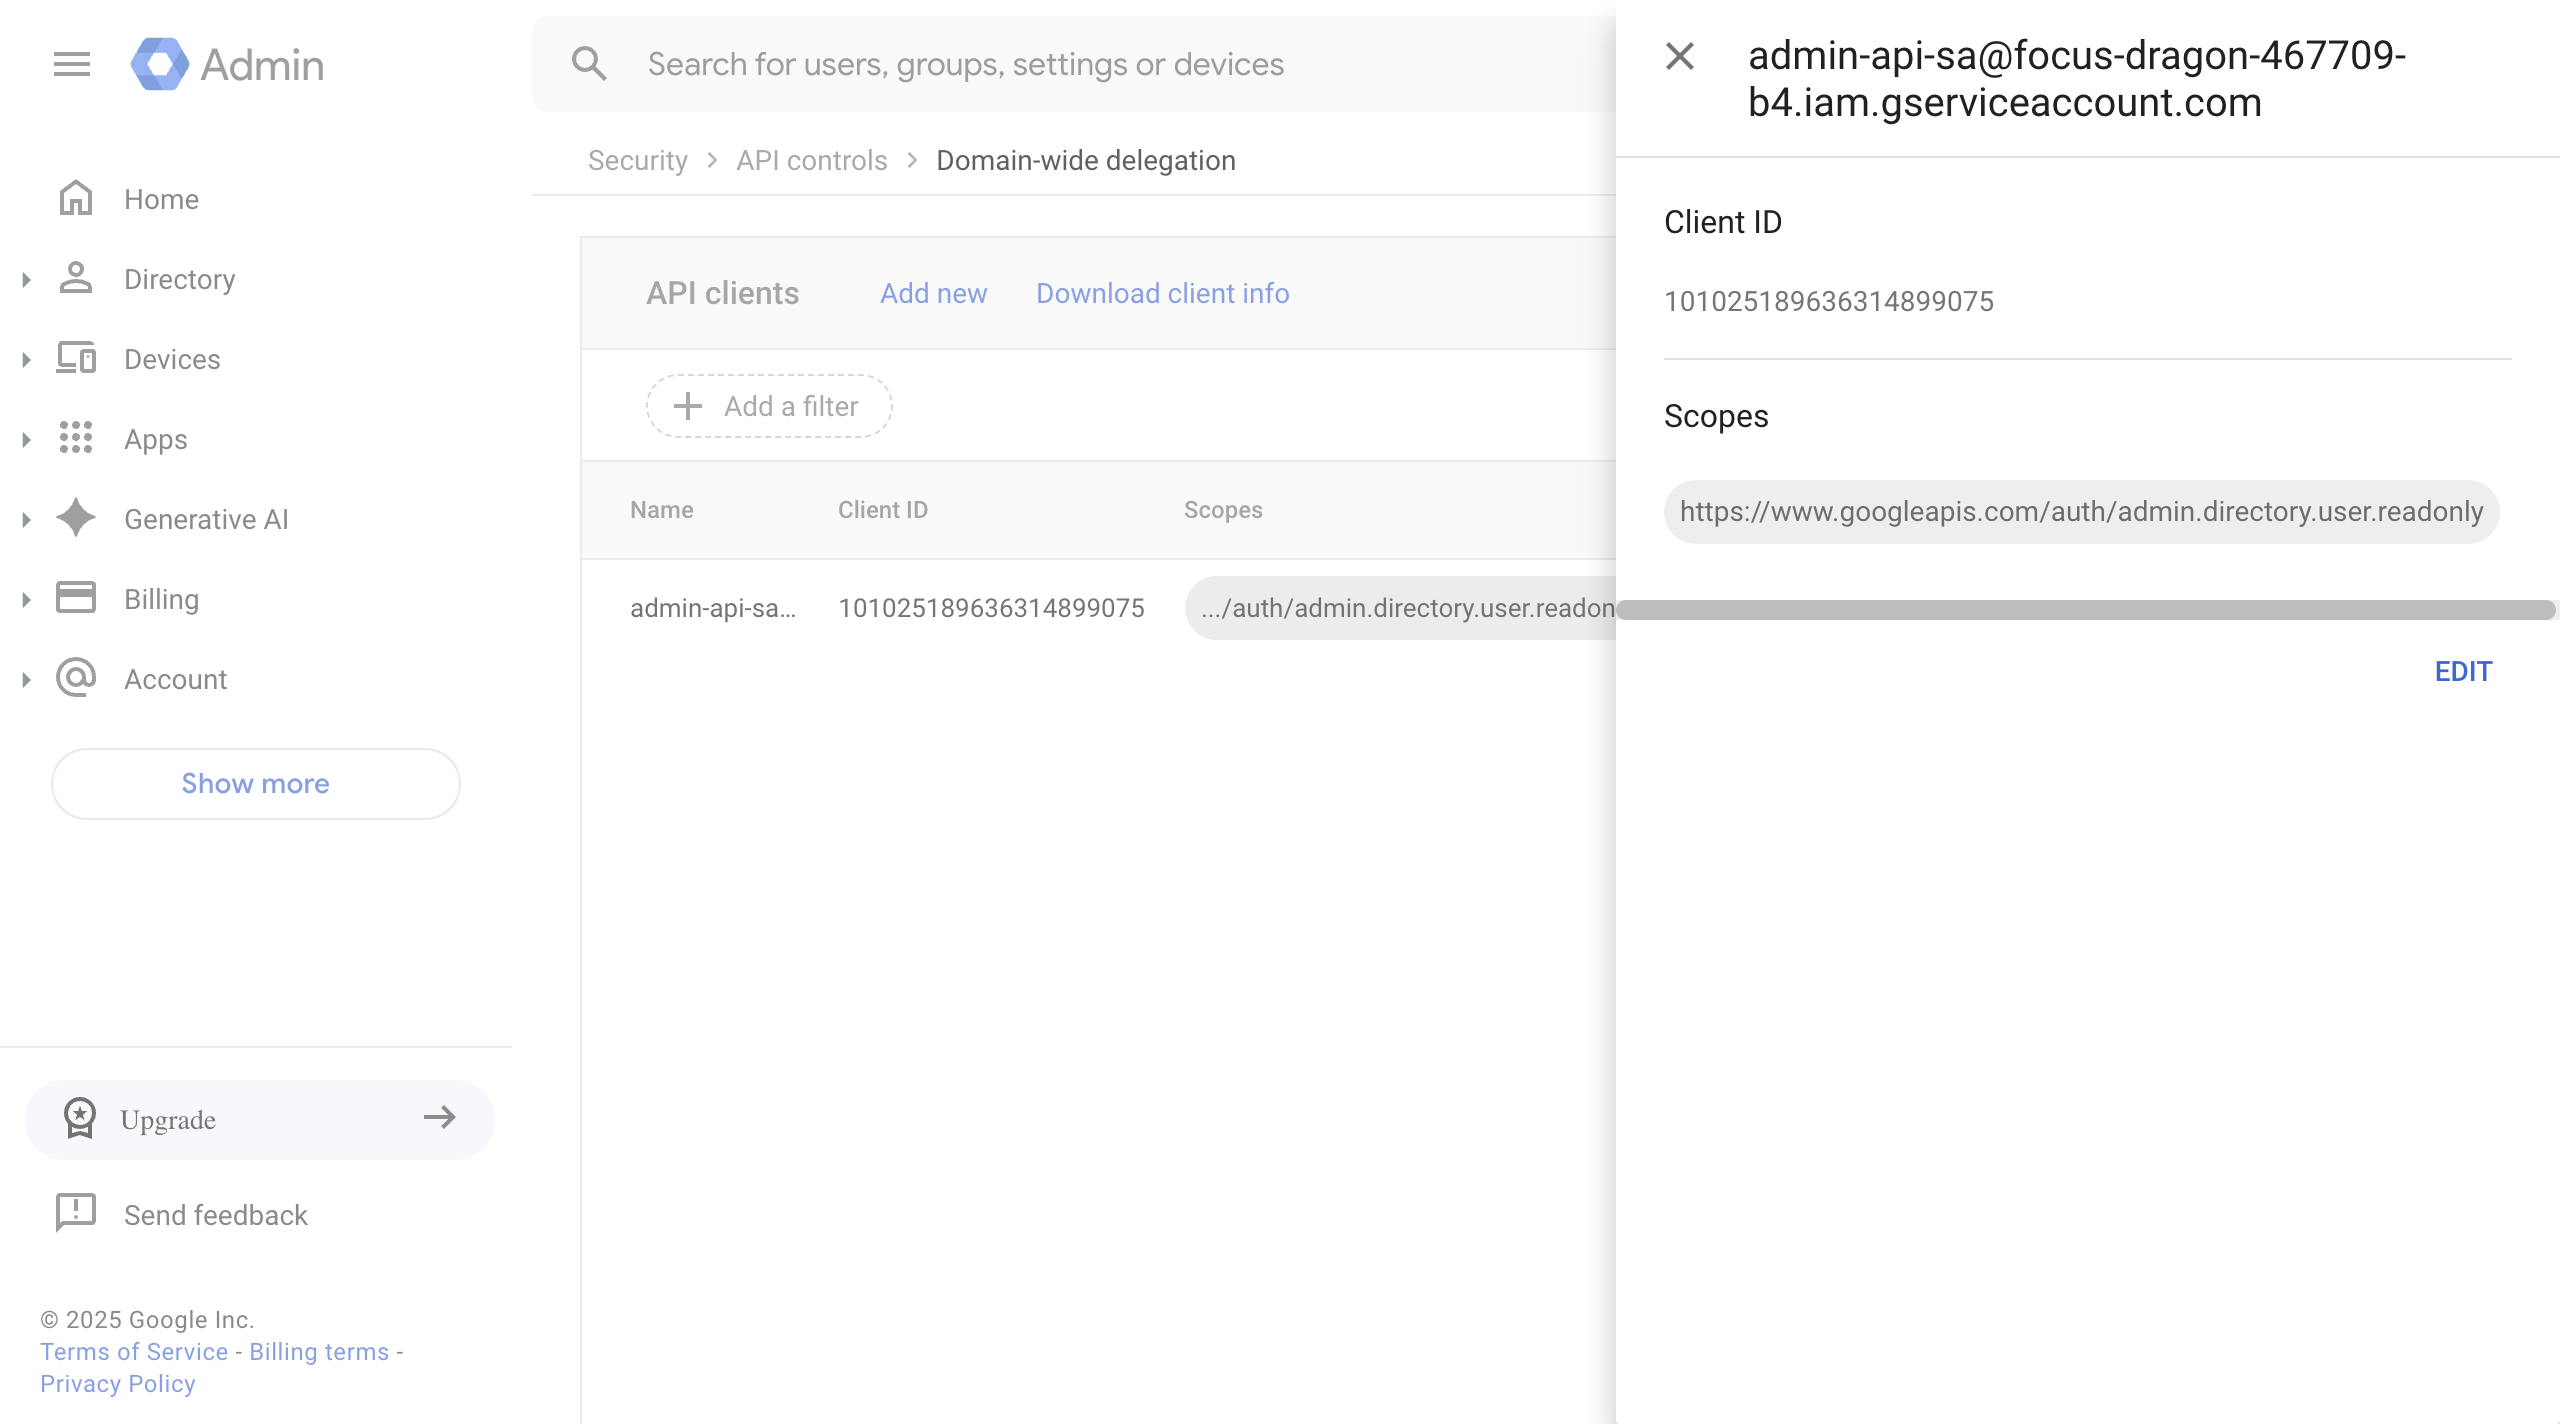 Admin
Search for users, groups, settings or devices
Home
Directory
Devices
Apps
Generative AI
Billing
Account
Show more
Upgrade
Send feedback
© 2025 Google Inc.
Terms of Service - Billing terms -
Privacy Policy
Security > API controls > Domain-wide delegation
API clients Add new Download client info
Add a filter
Name Client ID Scopes
admin-api-sa... 101025189636314899075 .../auth/admin.directory.user.readon
admin-api-sa@focus-dragon-467709-
b4.iam.gserviceaccount.com
Client ID
101025189636314899075
Scopes
https://www.googleapis.com/auth/admin.directory.user.readonly
EDIT